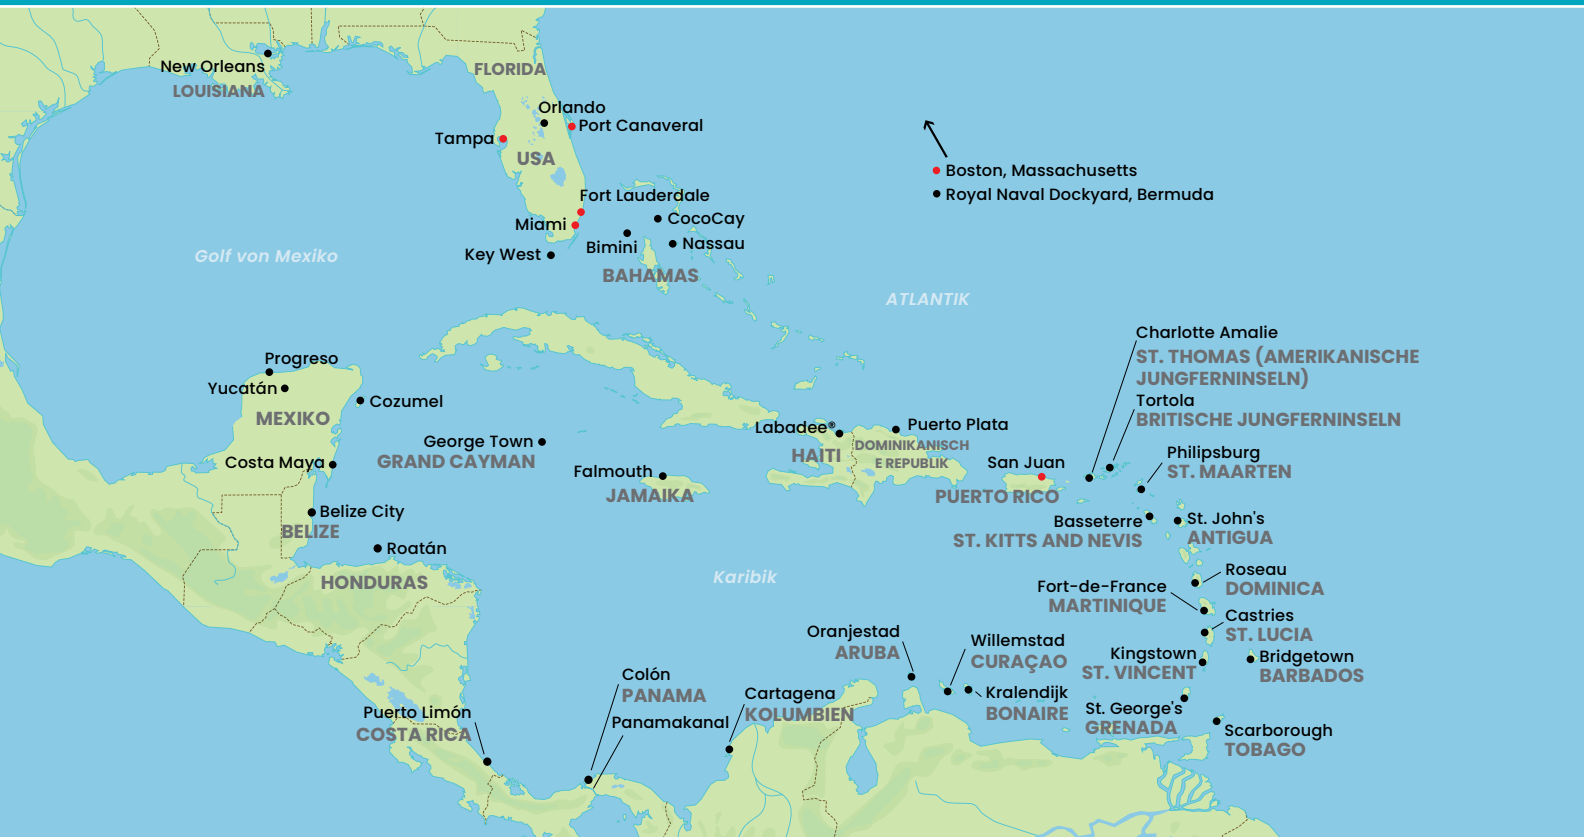 New Orleans
LOUISIANA
FLORIDA
Orlando
Port Canaveral
Tampa
USA
Boston, Massachusetts
Royal Naval Dockyard, Bermuda
Fort Lauderdale
Miami
CocoCay
Key West
Bimini
Nassau
BAHAMAS
Golf von Mexiko
ATLANTIK
Progreso
Yucatán
MEXIKO
Cozumel
George Town
GRAND CAYMAN
Costa Maya
Belize City
BELIZE
Roatán
HONDURAS
Falmouth
JAMAIKA
Labadee®
HAITI
Puerto Plata
DOMINIKANISCH
E REPUBLIK
San Juan
PUERTO RICO
Charlotte Amalie
ST. THOMAS (AMERIKANISCHE
JUNGFERNINSELN)
Tortola
BRITISCHE JUNGFERNINSELN
Philipsburg
ST. MAARTEN
Basseterre
ST. KITTS AND NEVIS
St. John's
ANTIGUA
Karibik
Roseau
DOMINICA
Fort-de-France
MARTINIQUE
Castries
ST. LUCIA
Kingstown
ST. VINCENT
Bridgetown
BARBADOS
Oranjestad
ARUBA
Willemstad
CURAÇAO
Kralendijk
BONAIRE
St. George's
GRENADA
Scarborough
TOBAGO
Colón
PANAMA
Panamakanal
Cartagena
KOLUMBIEN
Puerto Limón
COSTA RICA